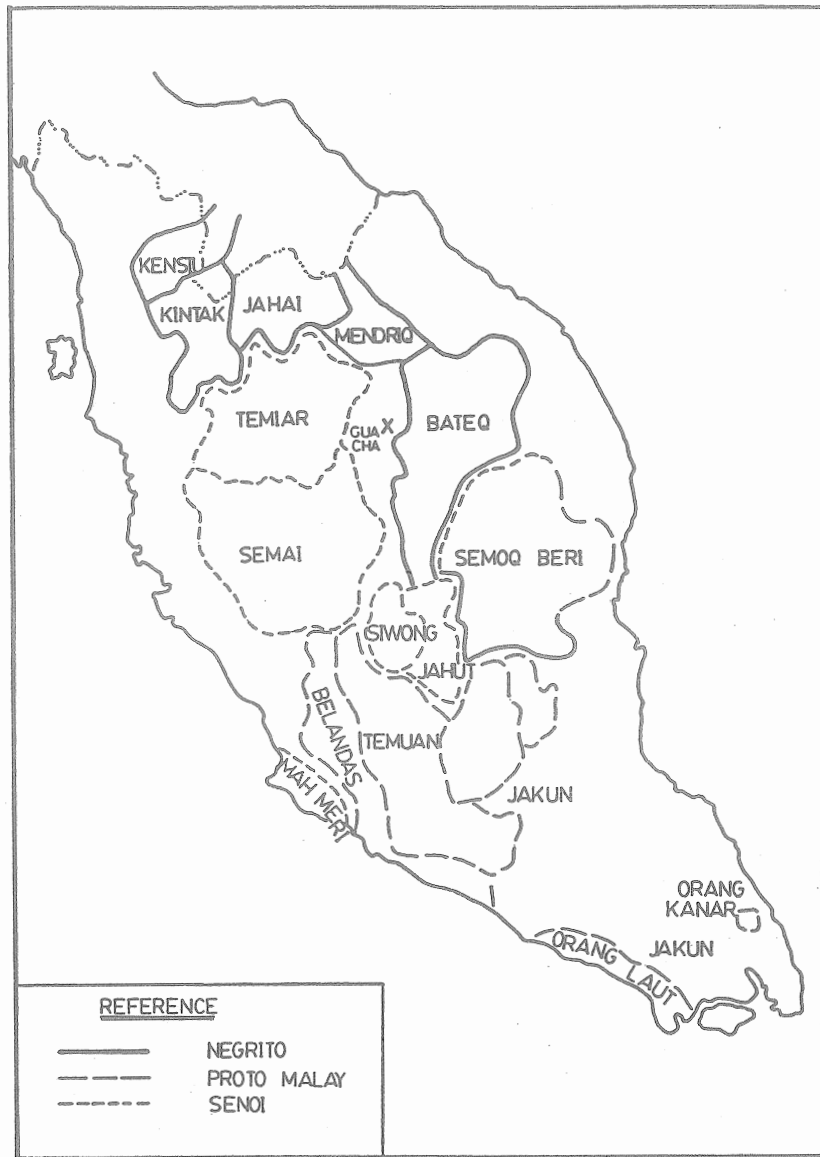 KENSIU
KINTAK
JAHAI
MENDRIQ
TEMIAR
GUA X
CHA
BATEQ
SEMAI
SEMOQ BERI
SIWONG
JAHUT
BELANDAS
TEMUAN
MAH MERI
JAKUN
ORANG
KANAR
ORANG LAUT
JAKUN
REFERENCE
NEGRITO
PROTO MALAY
SENOI